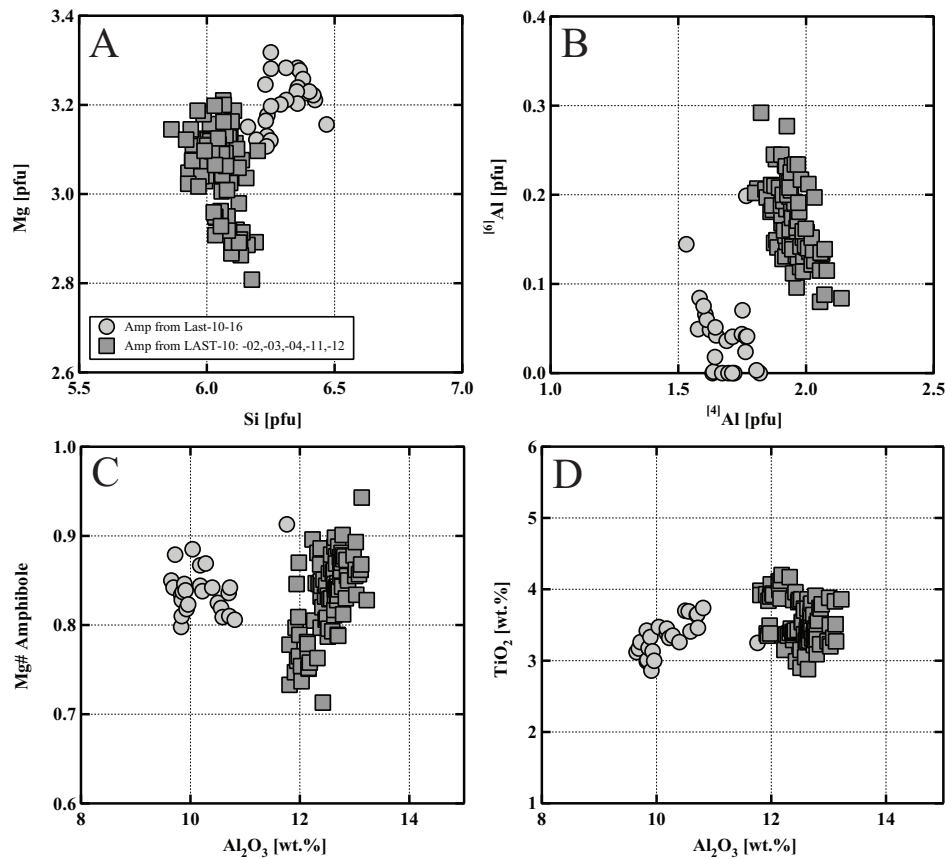 A
3.4
3.2
3.0
2.8
2.6
Mg [pfu]
5.5
6.0
6.5
7.0
Si [pfu]
Amp from Last-10-16
Amp from LAST-10: -02,-03,-04,-11,-12
B
0.4
0.3
0.2
0.1
0.0
[6]Al [pfu]
1.0
1.5
2.0
2.5
[4]Al [pfu]
C
1.0
0.9
0.8
0.7
0.6
Mg# Amphibole
8
10
12
14
Al2O3 [wt.%]
D
6
5
4
3
2
1
TiO2 [wt.%]
8
10
12
14
Al2O3 [wt.%]